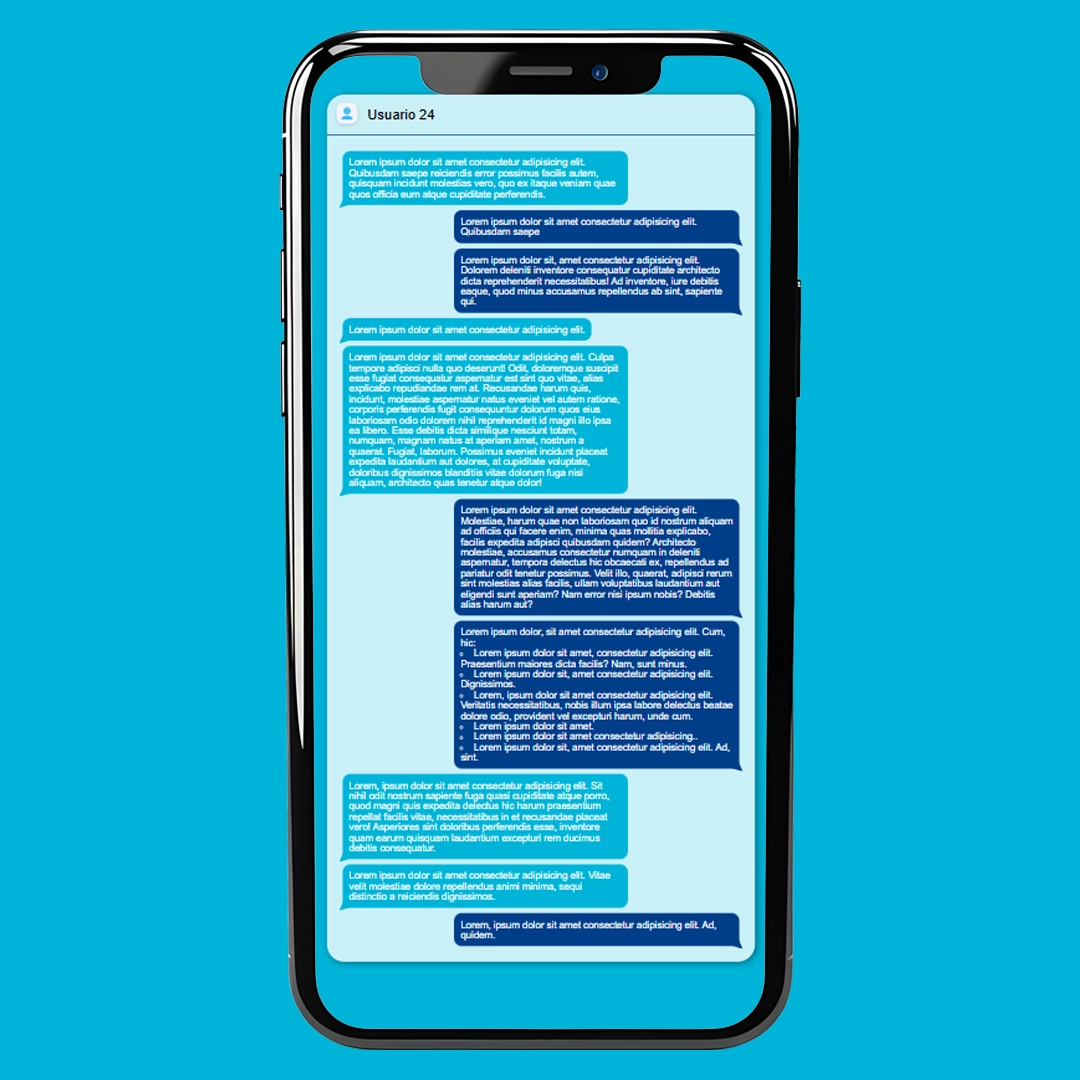 Usuario 24
Lorem ipsum dolor sit amet consectetur adipisicing elit.
Quibusdam saepe reiciendis error possimus facilis autem,
quisquam incidunt molestias vero, quo ex itaque veniam quae
quos officia eum atque cupiditate perferendis.
Lorem ipsum dolor sit amet consectetur adipisicing elit.
Quibusdam saepe
Lorem ipsum dolor sit, amet consectetur adipisicing elit.
Dolorem deleniti inventore consequatur cupiditate architecto
dicta reprehenderit necessitatibus! Ad inventore, iure debitis
eaque, quod minus accusamus repellendus ab sint, sapiente
qui.
Lorem ipsum dolor sit amet consectetur adipisicing elit.
Lorem ipsum dolor sit amet consectetur adipisicing elit. Culpa
tempore adipisci nulla quo deserunt! Odit, doloremque suscipit
esse fugiat consequatur aspernatur est sint quo vitae, alias
explicabo repudiandae rem at. Recusandae harum quis,
incidunt, molestiae aspernatur natus eveniet vel autem ratione,
corporis perferendis fugit consequuntur dolorum quos eius
laboriosam odio dolorem nihil reprehenderit id magni illo ipsa
ea libero. Esse debitis dicta similique nesciunt totam,
numquam, magnam natus at aperiam amet, nostrum a
quaerat. Fugiat, laborum. Possimus eveniet incidunt placeat
expedita laudantium aut dolores, at cupiditate voluptate,
doloribus dignissimos blanditiis vitae dolorum fuga nisi
aliquam, architecto quas tenetur atque dolor!
Lorem ipsum dolor sit amet consectetur adipisicing elit.
Molestiae, harum quae non laboriosam quo id nostrum aliquam
ad officiis qui facere enim, minima quas mollitia explicabo,
facilis expedita adipisci quibusdam quidem? Architecto
molestiae, accusamus consectetur numquam in deleniti
aspernatur, tempora delectus hic obcaecati ex, repellendus ad
pariatur odit tenetur possimus. Velit illo, quaerat, adipisci rerum
sint molestias alias facilis, ullam voluptatibus laudantium aut
eligendi sunt aperiam? Nam error nisi ipsum nobis? Debitis
alias harum aut?
Lorem ipsum dolor, sit amet consectetur adipisicing elit. Cum,
hic:
◦ Lorem ipsum dolor sit amet, consectetur adipisicing elit.
Praesentium maiores dicta facilis? Nam, sunt minus.
◦ Lorem ipsum dolor sit, amet consectetur adipisicing elit.
Dignissimos.
◦ Lorem, ipsum dolor sit amet consectetur adipisicing elit.
Veritatis necessitatibus, nobis illum ipsa labore delectus beatae
dolore odio, provident vel excepturi harum, unde cum.
◦ Lorem ipsum dolor sit amet.
◦ Lorem ipsum dolor sit amet consectetur adipisicing..
◦ Lorem ipsum dolor sit, amet consectetur adipisicing elit. Ad,
sint.
Lorem, ipsum dolor sit amet consectetur adipisicing elit. Sit
nihil odit nostrum sapiente fuga quasi cupiditate atque porro,
quod magni quis expedita delectus hic harum praesentium
repellat facilis vitae, necessitatibus in et recusandae placeat
vero! Asperiores sint doloribus perferendis esse, inventore
quam earum quisquam laudantium excepturi rem ducimus
debitis consequatur.
Lorem ipsum dolor sit amet consectetur adipisicing elit. Vitae
velit molestiae dolore repellendus animi minima, sequi
distinctio a reiciendis dignissimos.
Lorem, ipsum dolor sit amet consectetur adipisicing elit. Ad,
quidem.